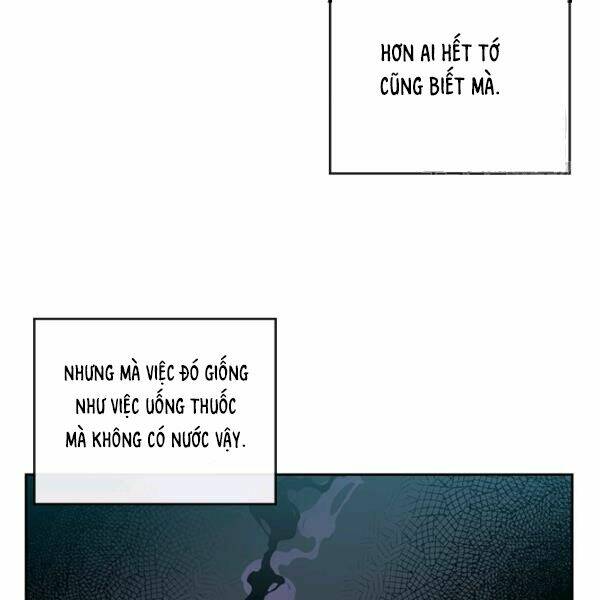 HƠN AI HẾT TỚ
CŨNG BIẾT MÀ.
NHƯNG MÀ VIỆC ĐÓ GIỐNG
NHƯ VIỆC UỐNG THUỐC
MÀ KHÔNG CÓ NƯỚC VẬY.